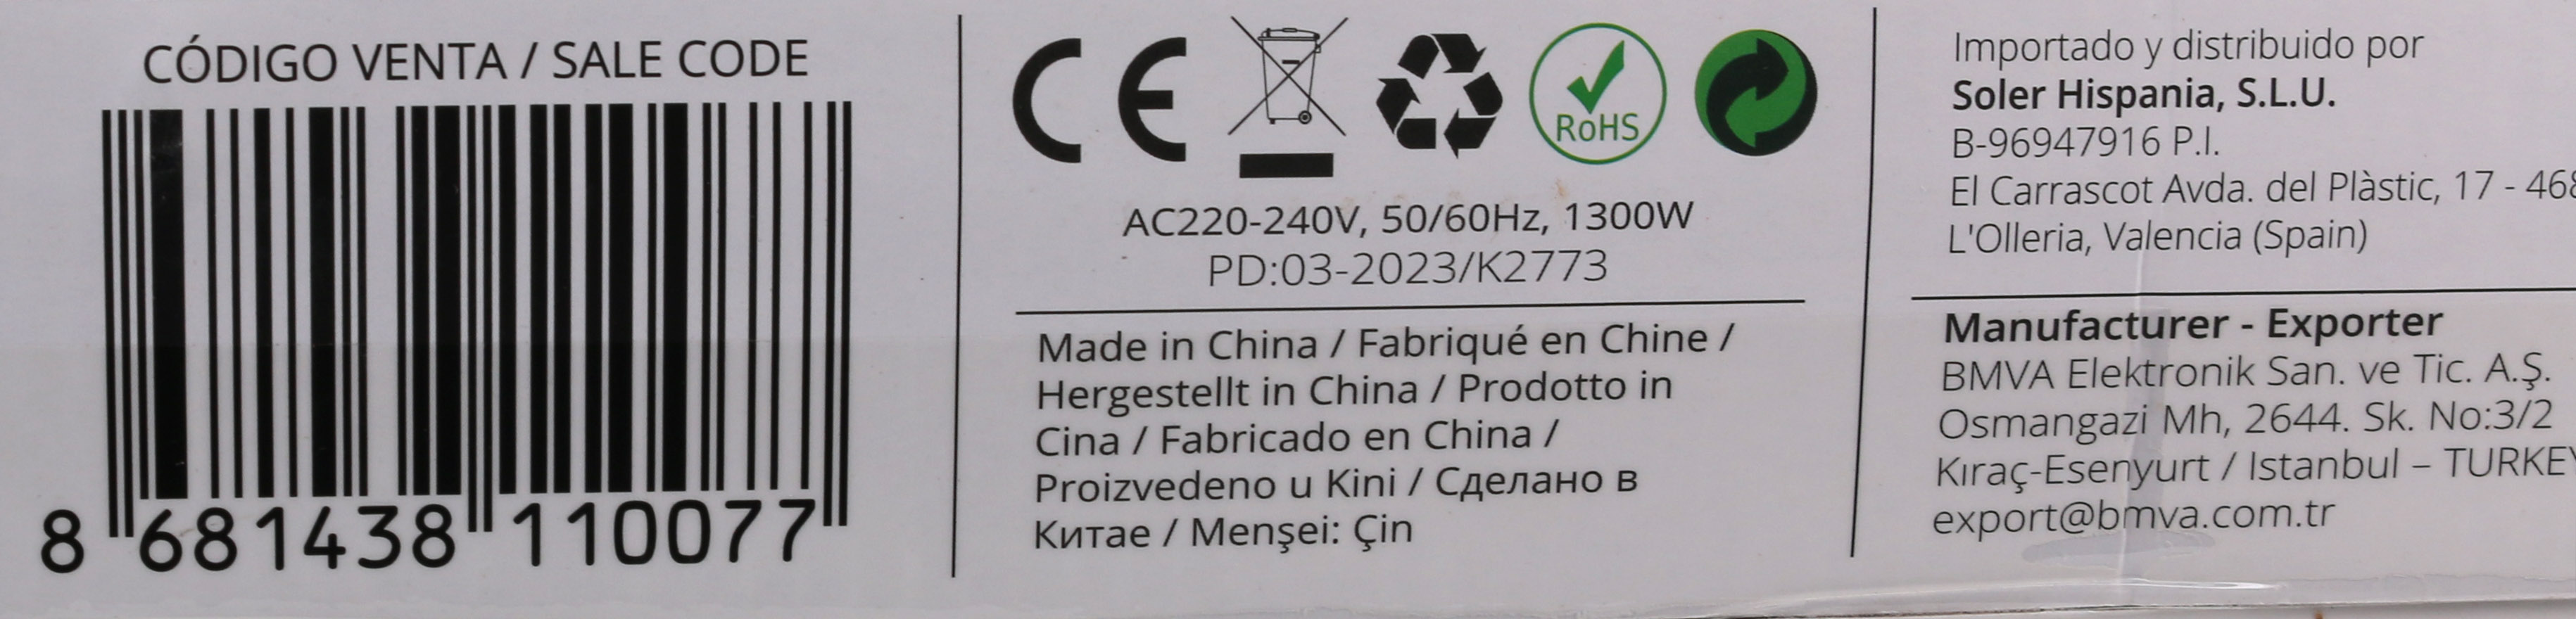 CÓDIGO VENTA / SALE CODE
8 681438 110077
CE
RoHS
AC220-240V, 50/60Hz, 1300W
PD:03-2023/K2773
Made in China / Fabriqué en Chine /
Hergestellt in China / Prodotto in
Cina / Fabricado en China /
Proizvedeno u Kini / Сделано в
Китае / Menşei: Çin
Importado y distribuido por
Soler Hispania, S.L.U.
B-96947916 P.I.
El Carrascot Avda. del Plàstic, 17 -
L'Olleria, Valencia (Spain)
Manufacturer - Exporter
BMVA Elektronik San. ve Tic. A.Ş.
Osmangazi Mh, 2644. Sk. No:3/2
Kıraç-Esenyurt / Istanbul – TURKEY
export@bmva.com.tr